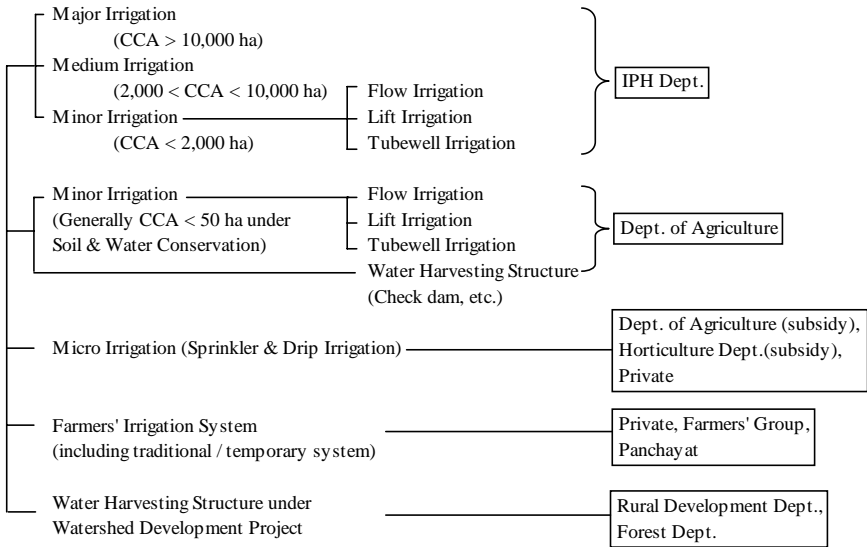 Major Irrigation
(CCA > 10,000 ha)
Medium Irrigation
(2,000 < CCA < 10,000 ha)
Minor Irrigation
(CCA < 2,000 ha)
Flow Irrigation
Lift Irrigation
Tubewell Irrigation
IPH Dept.
Minor Irrigation
(Generally CCA < 50 ha under
Soil & Water Conservation)
Flow Irrigation
Lift Irrigation
Tubewell Irrigation
Water Harvesting Structure
(Check dam, etc.)
Dept. of Agriculture
Micro Irrigation (Sprinkler & Drip Irrigation)
Dept. of Agriculture (subsidy),
Horticulture Dept.(subsidy),
Private
Farmers' Irrigation System
(including traditional / temporary system)
Private, Farmers' Group,
Panchayat
Water Harvesting Structure under
Watershed Development Project
Rural Development Dept.,
Forest Dept.